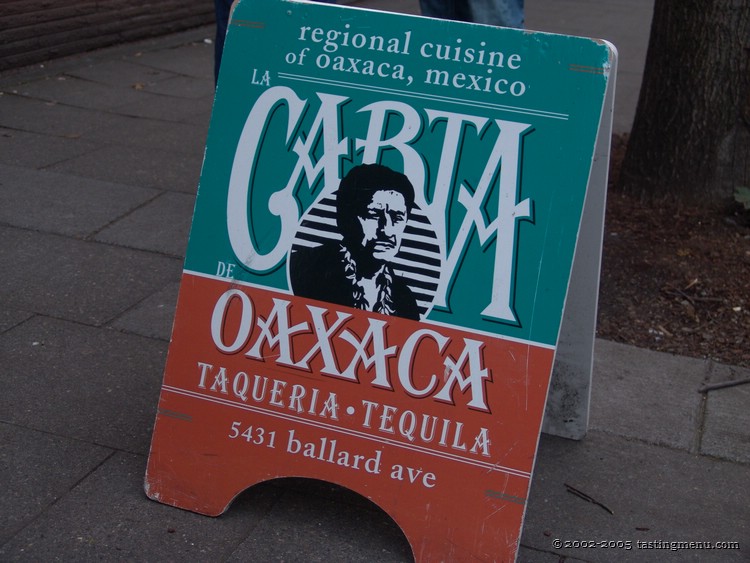 regional cuisine
of oaxaca, mexico
LA
CARTA
DE
OAXACA
TAQUERIA • TEQUILA
5431 ballard ave
©2002-2005 tastingmenu.com